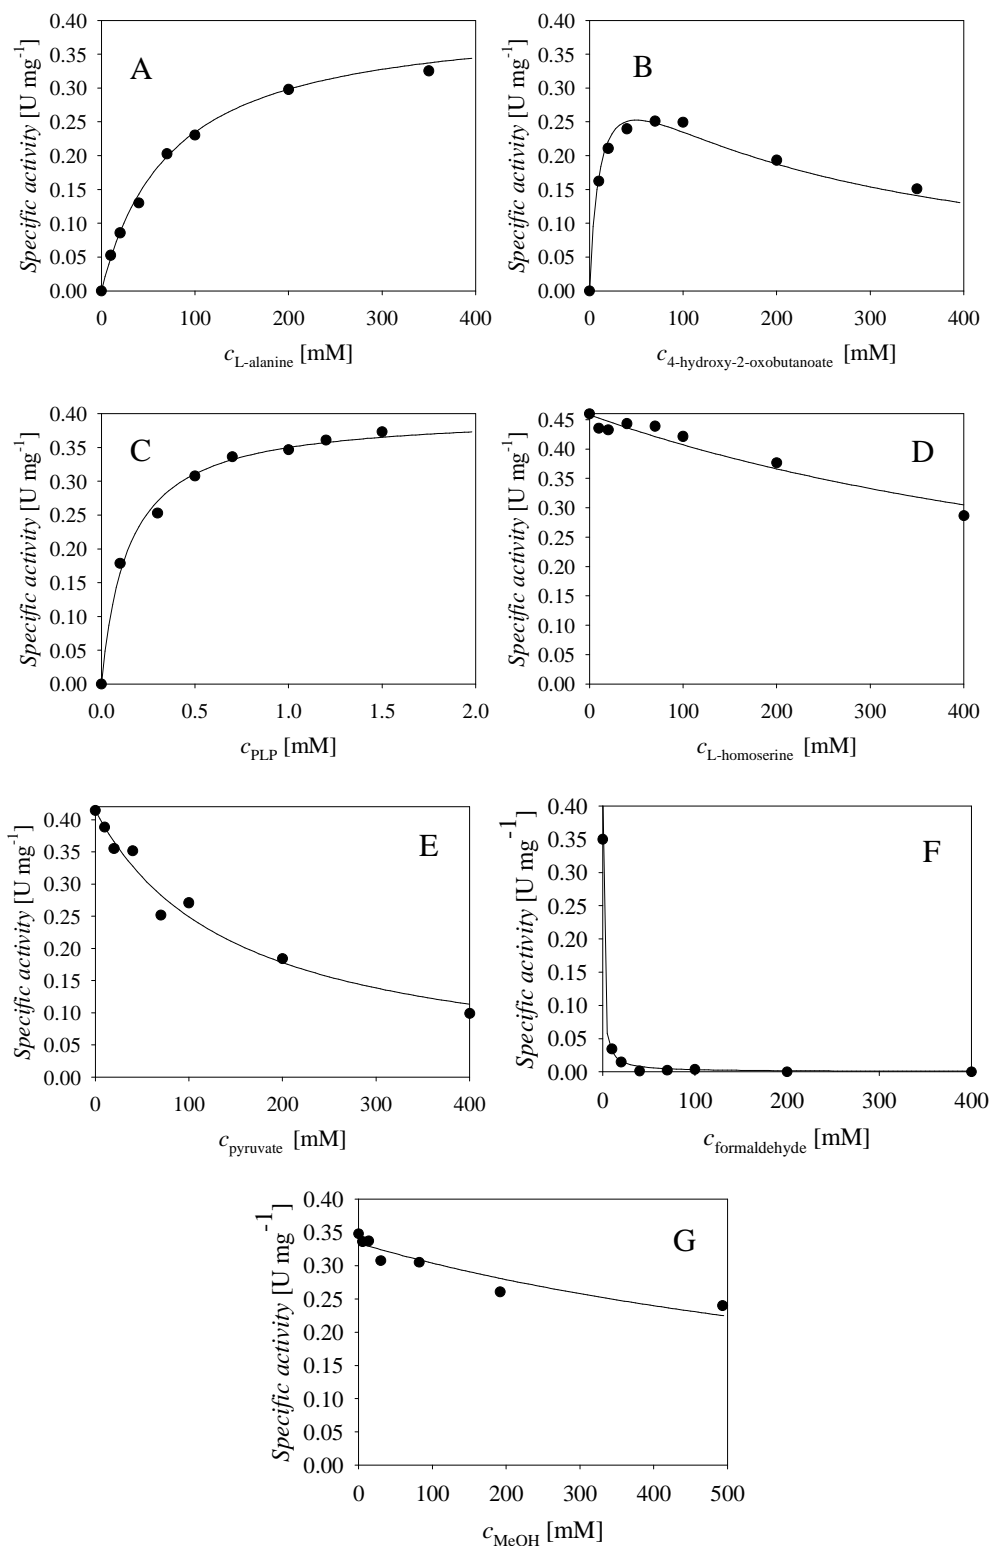 A
Specific activity [U mg-1]
0.40
0.35
0.30
0.25
0.20
0.15
0.10
0.05
0.00
0 100 200 300 400
cL-alanine [mM]
B
Specific activity [U mg-1]
0.40
0.35
0.30
0.25
0.20
0.15
0.10
0.05
0.00
0 100 200 300 400
c4-hydroxy-2-oxobutanoate [mM]
C
Specific activity [U mg-1]
0.40
0.35
0.30
0.25
0.20
0.15
0.10
0.05
0.00
0.0 0.5 1.0 1.5 2.0
cPLP [mM]
D
Specific activity [U mg-1]
0.45
0.40
0.35
0.30
0.25
0.20
0.15
0.10
0.05
0.00
0 100 200 300 400
cL-homoserine [mM]
E
Specific activity [U mg-1]
0.40
0.35
0.30
0.25
0.20
0.15
0.10
0.05
0.00
0 100 200 300 400
cpyruvate [mM]
F
Specific activity [U mg-1]
0.40
0.35
0.30
0.25
0.20
0.15
0.10
0.05
0.00
0 100 200 300 400
cformaldehyde [mM]
G
Specific activity [U mg-1]
0.40
0.35
0.30
0.25
0.20
0.15
0.10
0.05
0.00
0 100 200 300 400 500
cMeOH [mM]